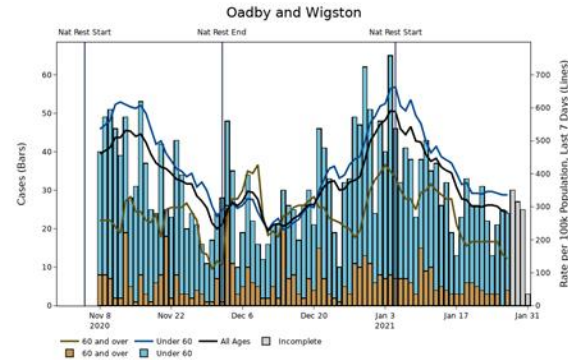 Oadby and Wigston
Nat Rest Start
Nat Rest End
Nat Rest Start
Cases (Bars)
60
50
40
30
20
10
0
Rate per 100k Population, Last 7 Days (Lines)
700
600
500
400
300
200
100
0
Nov 8
2020
Nov 22
Dec 6
Dec 20
Jan 3
2021
Jan 17
Jan 31
60 and over
Under 60
All Ages
Incomplete
60 and over
Under 60